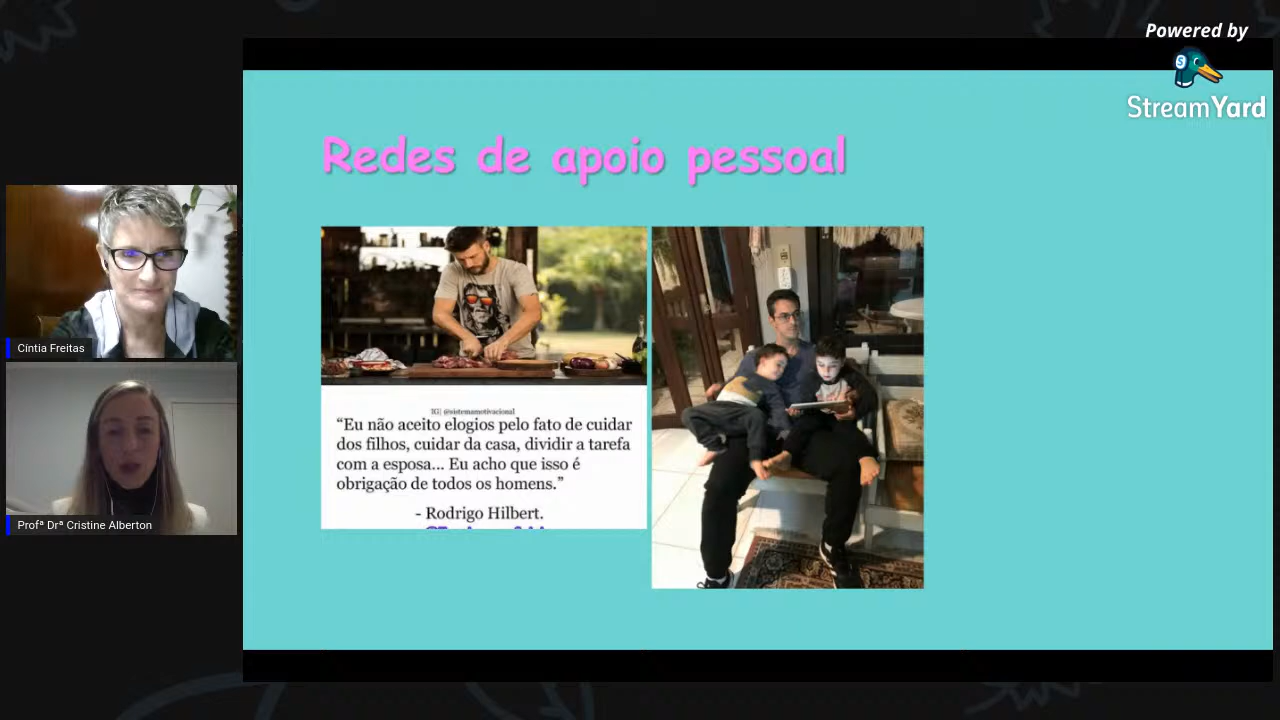 Powered by
StreamYard
Redes de apoio pessoal
IG| @sistemamotivacional
“Eu não aceito elogios pelo fato de cuidar
dos filhos, cuidar da casa, dividir a tarefa
com a esposa... Eu acho que isso é
obrigação de todos os homens.”
- Rodrigo Hilbert.
Cíntia Freitas
Profª Drª Cristine Alberton